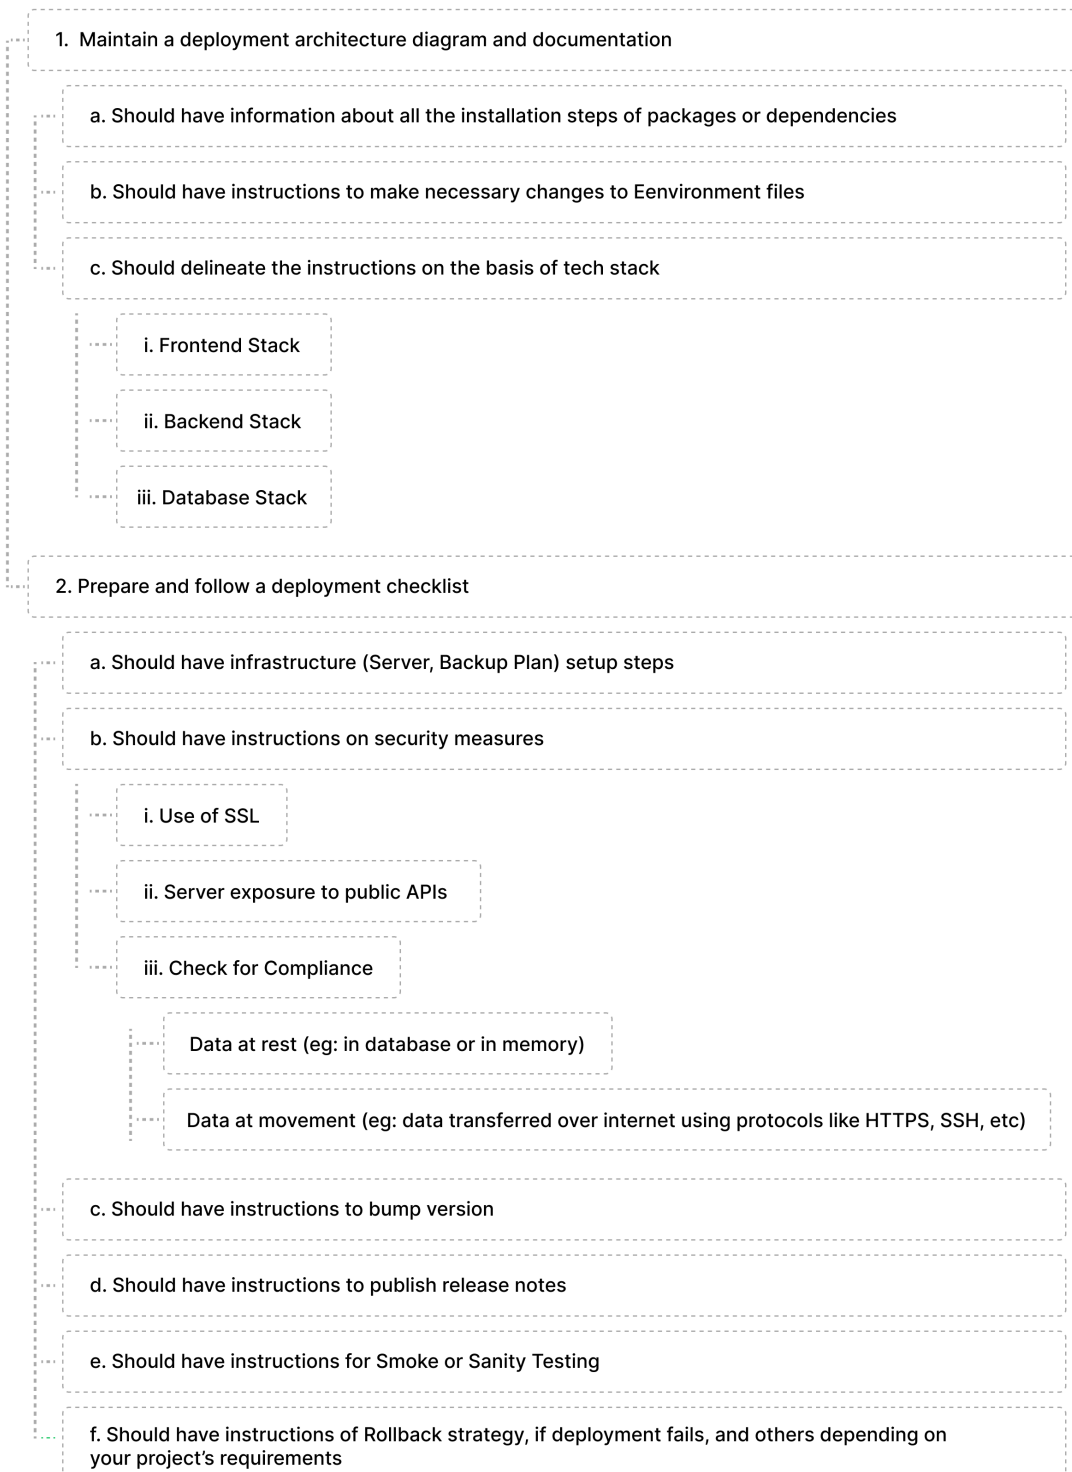 1. Maintain a deployment architecture diagram and documentation
a. Should have information about all the installation steps of packages or dependencies
b. Should have instructions to make necessary changes to Eenvironment files
c. Should delineate the instructions on the basis of tech stack
i. Frontend Stack
ii. Backend Stack
iii. Database Stack
2. Prepare and follow a deployment checklist
a. Should have infrastructure (Server, Backup Plan) setup steps
b. Should have instructions on security measures
i. Use of SSL
ii. Server exposure to public APIs
iii. Check for Compliance
Data at rest (eg: in database or in memory)
Data at movement (eg: data transferred over internet using protocols like HTTPS, SSH, etc)
c. Should have instructions to bump version
d. Should have instructions to publish release notes
e. Should have instructions for Smoke or Sanity Testing
f. Should have instructions of Rollback strategy, if deployment fails, and others depending on
your project’s requirements